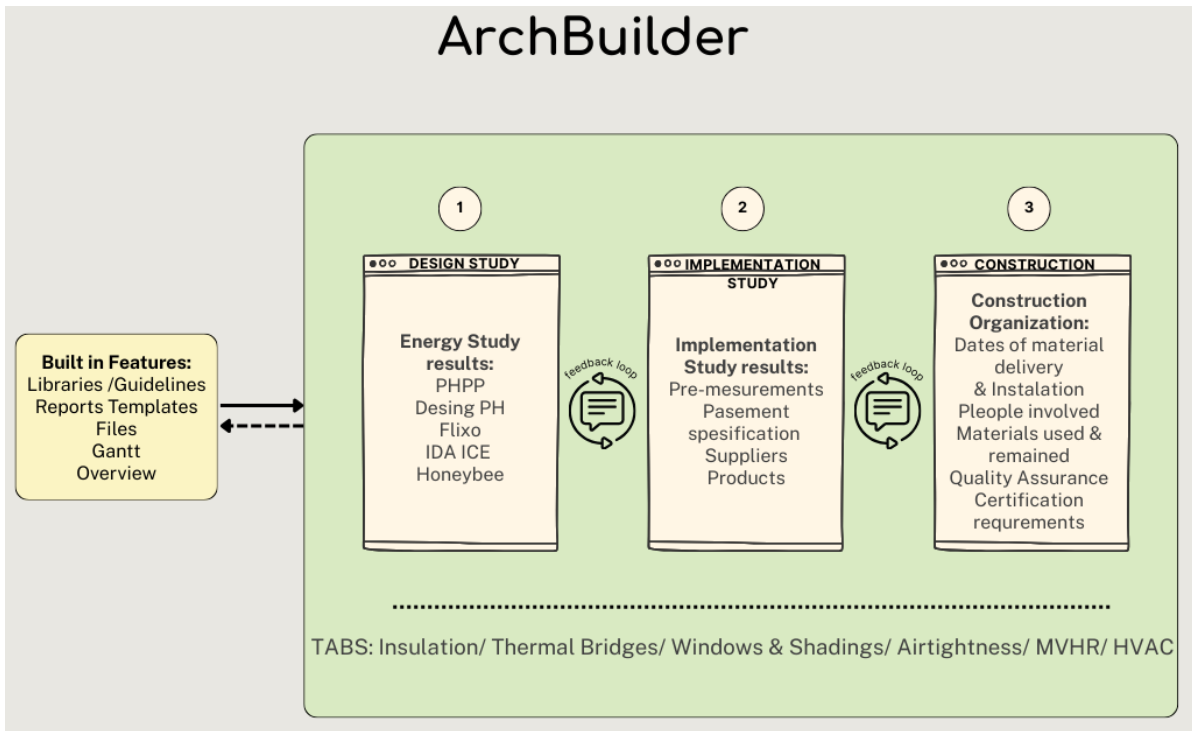 ArchBuilder
Built in Features:
Libraries /Guidelines
Reports Templates
Files
Gantt
Overview
1
DESIGN STUDY
Energy Study
results:
PHPP
Desing PH
Flixo
IDA ICE
Honeybee
feedback loop
2
IMPLEMENTATION
STUDY
Implementation
Study results:
Pre-mesurements
Pasement
spesification
Suppliers
Products
feedback loop
3
CONSTRUCTION
Construction
Organization:
Dates of material
delivery
& Instalation
Pleople involved
Materials used &
remained
Quality Assurance
Certification
requrements
TABS: Insulation/ Thermal Bridges/ Windows & Shadings/ Airtightness/ MVHR/ HVAC